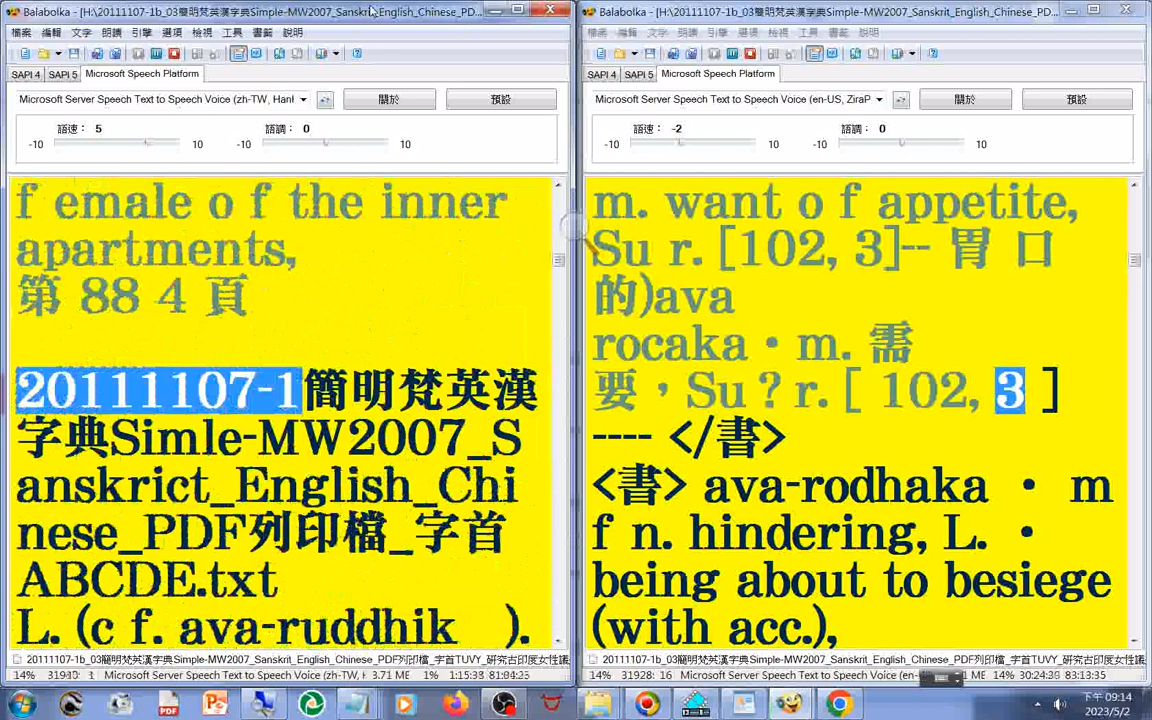 Balabolka - [H:\20111107-1b_03簡明梵英漢字典Simple-MW2007_Sanskrit_English_Chinese_PD...
檔案 編輯 文字 朗讀 引擎 選項 檢視 工具 書籤 說明
SAPI 4 SAPI 5 Microsoft Speech Platform
Microsoft Server Speech Text to Speech Voice (zh-TW, Hanl
關於 預設
語速： 5 語調： 0
-10 10 -10 10
f emale o f the inner
apartments,
第 88 4 頁
20111107-1簡明梵英漢
字典Simle-MW2007_S
anskrict_English_Chi
nese_PDF列印檔_字首
ABCDE.txt
L. (c f. ava-ruddhik ).
20111107-1b_03簡明梵英漢字典Simple-MW2007_Sanskrit_English_Chinese_PDF列印檔_字首TUVY_研究古印度女性議
14% 31940: 1 Microsoft Server Speech Text to Speech Voice (zh-TW, H 3.71 MB 1% 1:15:33 81:04:23
Balabolka - [H:\20111107-1b_03簡明梵英漢字典Simple-MW2007_Sanskrit_English_Chinese_PD...
檔案 編輯 文字 朗讀 引擎 選項 檢視 工具 書籤 說明
SAPI 4 SAPI 5 Microsoft Speech Platform
Microsoft Server Speech Text to Speech Voice (en-US, ZiraP
關於 預設
語速： -2 語調： 0
-10 10 -10 10
m. want o f appetite,
Su r. [102, 3]-- 胃 口
的)ava
rocaka • m. 需
要，Su ? r. [ 102, 3 ]
---- </書>
<書> ava-rodhaka • m
f n. hindering, L. •
being about to besiege
(with acc.),
20111107-1b_03簡明梵英漢字典Simple-MW2007_Sanskrit_English_Chinese_PDF列印檔_字首TUVY_研究古印度女性議
14% 31928: 16 Microsoft Server Speech Text to Speech Voice 14% 30:24:39 83:13:35
下午 09:14
2023/5/2